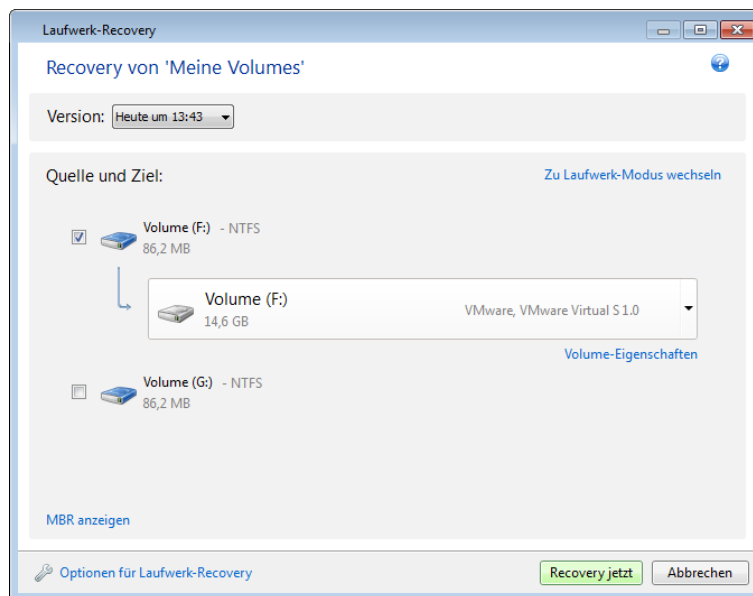 Laufwerk-Recovery
Recovery von 'Meine Volumes'
Version: Heute um 13:43
Quelle und Ziel: Zu Laufwerk-Modus wechseln
Volume (F:) - NTFS
86,2 MB
Volume (F:) VMware, VMware Virtual S 1.0
14,6 GB
Volume-Eigenschaften
Volume (G:) - NTFS
86,2 MB
MBR anzeigen
Optionen für Laufwerk-Recovery Recovery jetzt Abbrechen